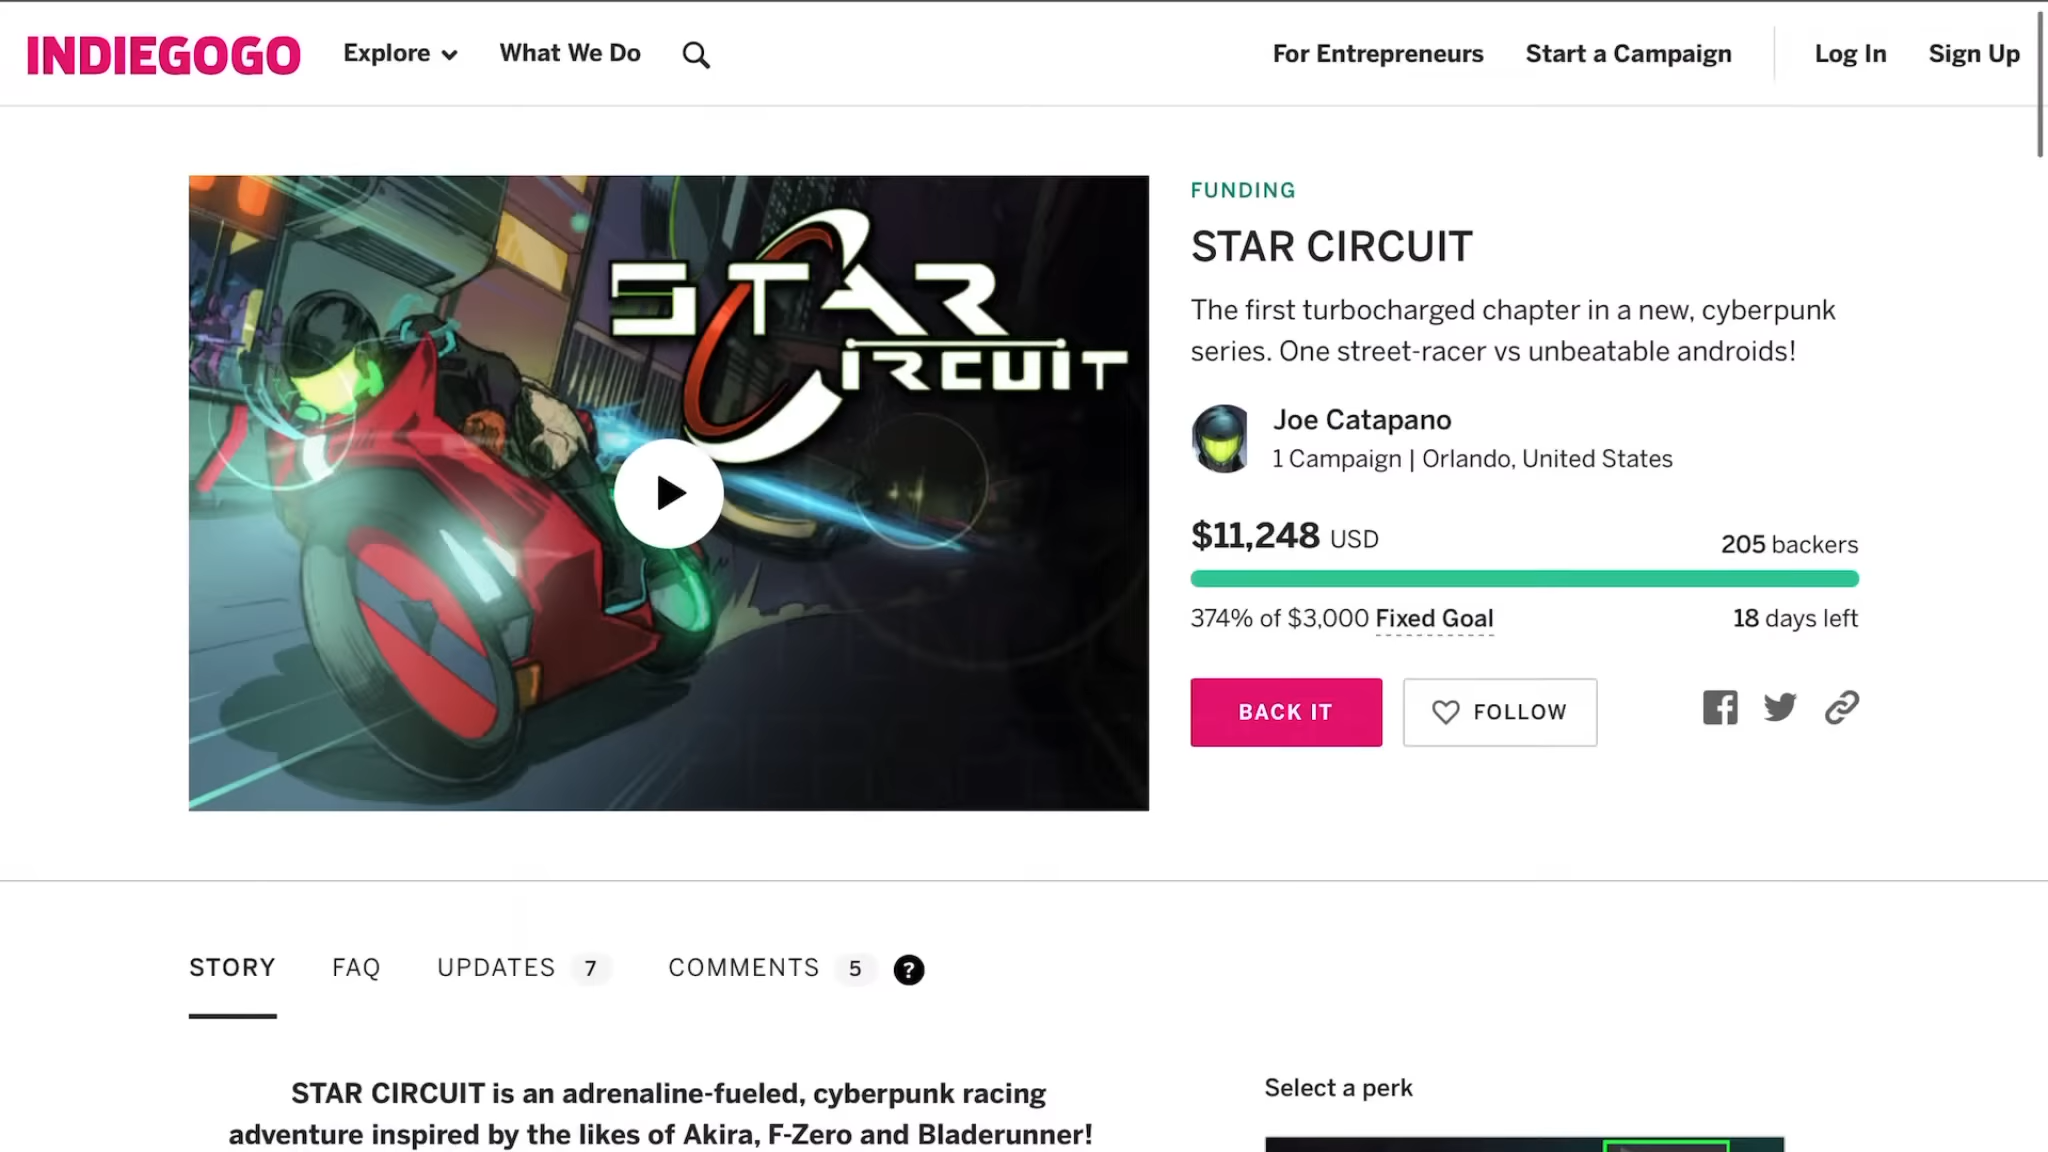 INDIEGOGO Explore What We Do For Entrepreneurs Start a Campaign Log In Sign Up
STAR
CIRCUIT
FUNDING
STAR CIRCUIT
The first turbocharged chapter in a new, cyberpunk
series. One street-racer vs unbeatable androids!
Joe Catapano
1 Campaign | Orlando, United States
$11,248 USD 205 backers
374% of $3,000 Fixed Goal 18 days left
BACK IT FOLLOW
STORY FAQ UPDATES 7 COMMENTS 5 ?
STAR CIRCUIT is an adrenaline-fueled, cyberpunk racing
adventure inspired by the likes of Akira, F-Zero and Bladerunner!
Select a perk